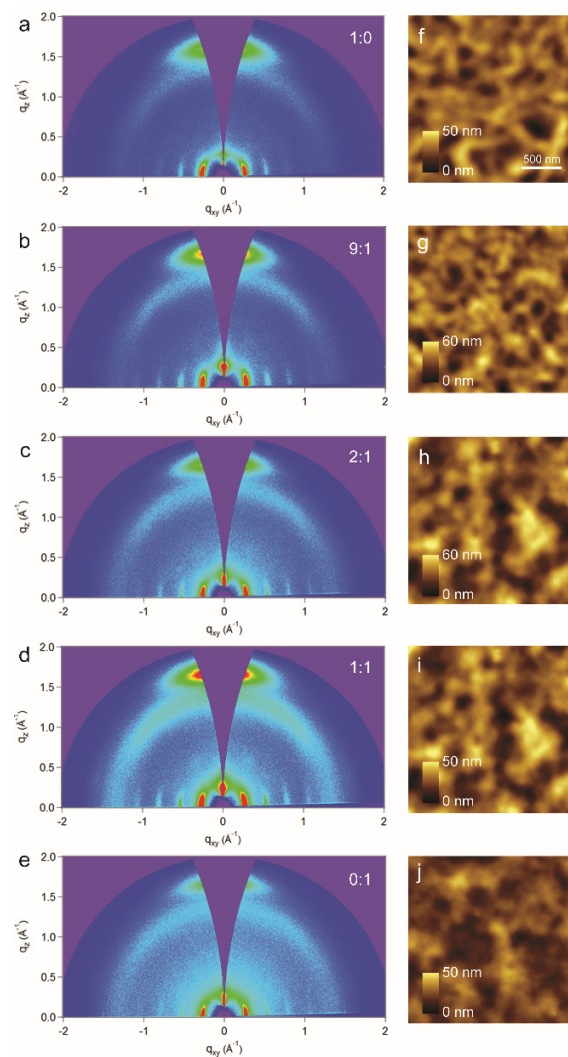 a
1:0
2.0
1.5
1.0
0.5
0.0
qz (Å-1)
-2 -1 0 1 2
qxy (Å-1)
f
50 nm
0 nm
500 nm
b
9:1
2.0
1.5
1.0
0.5
0.0
qz (Å-1)
-2 -1 0 1 2
qxy (Å-1)
g
60 nm
0 nm
c
2:1
2.0
1.5
1.0
0.5
0.0
qz (Å-1)
-2 -1 0 1 2
qxy (Å-1)
h
60 nm
0 nm
d
1:1
2.0
1.5
1.0
0.5
0.0
qz (Å-1)
-2 -1 0 1 2
qxy (Å-1)
i
50 nm
0 nm
e
0:1
2.0
1.5
1.0
0.5
0.0
qz (Å-1)
-2 -1 0 1 2
qxy (Å-1)
j
50 nm
0 nm